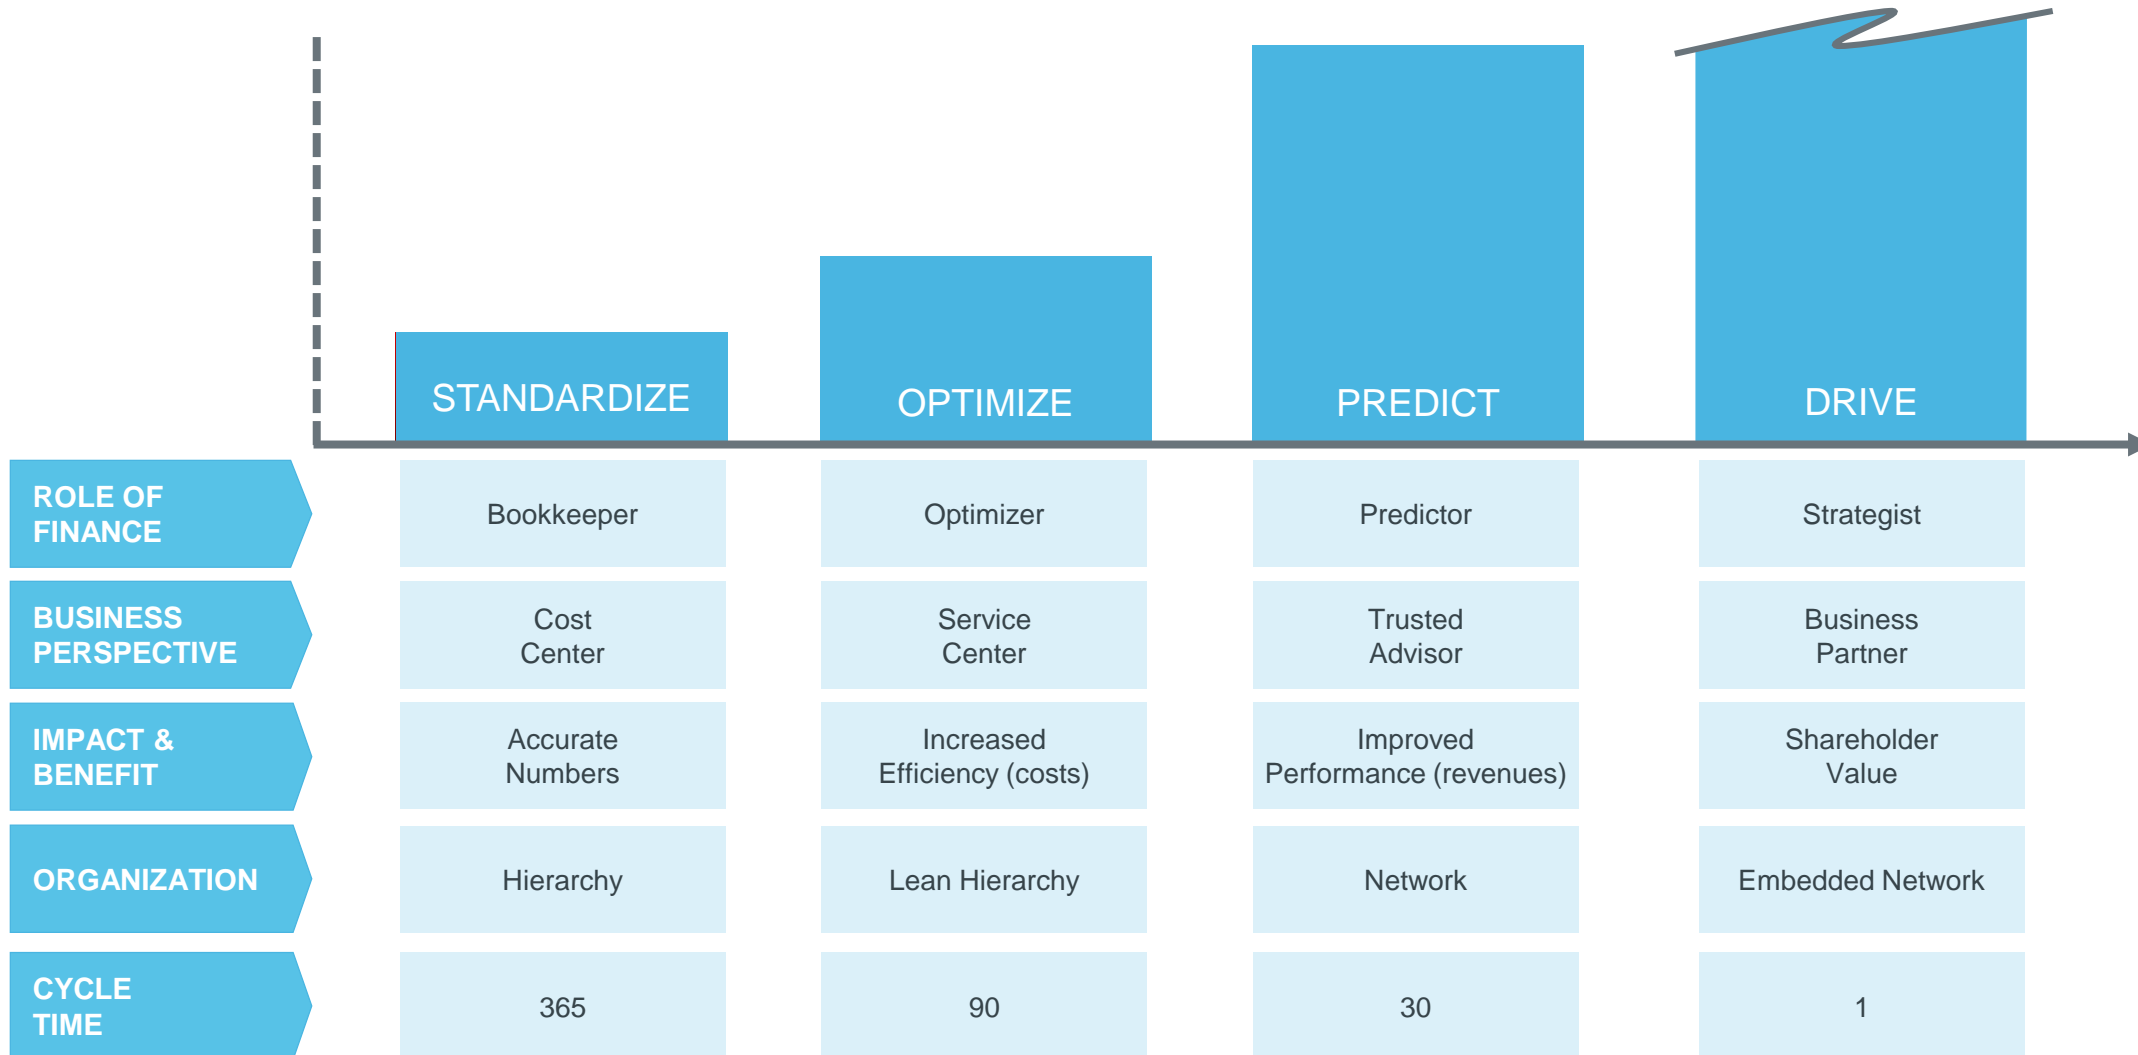 STANDARDIZE
OPTIMIZE
PREDICT
DRIVE
ROLE OF
FINANCE
Bookkeeper
Optimizer
Predictor
Strategist
BUSINESS
PERSPECTIVE
Cost
Center
Service
Center
Trusted
Advisor
Business
Partner
IMPACT &
BENEFIT
Accurate
Numbers
Increased
Efficiency (costs)
Improved
Performance (revenues)
Shareholder
Value
ORGANIZATION
Hierarchy
Lean Hierarchy
Network
Embedded Network
CYCLE
TIME
365
90
30
1